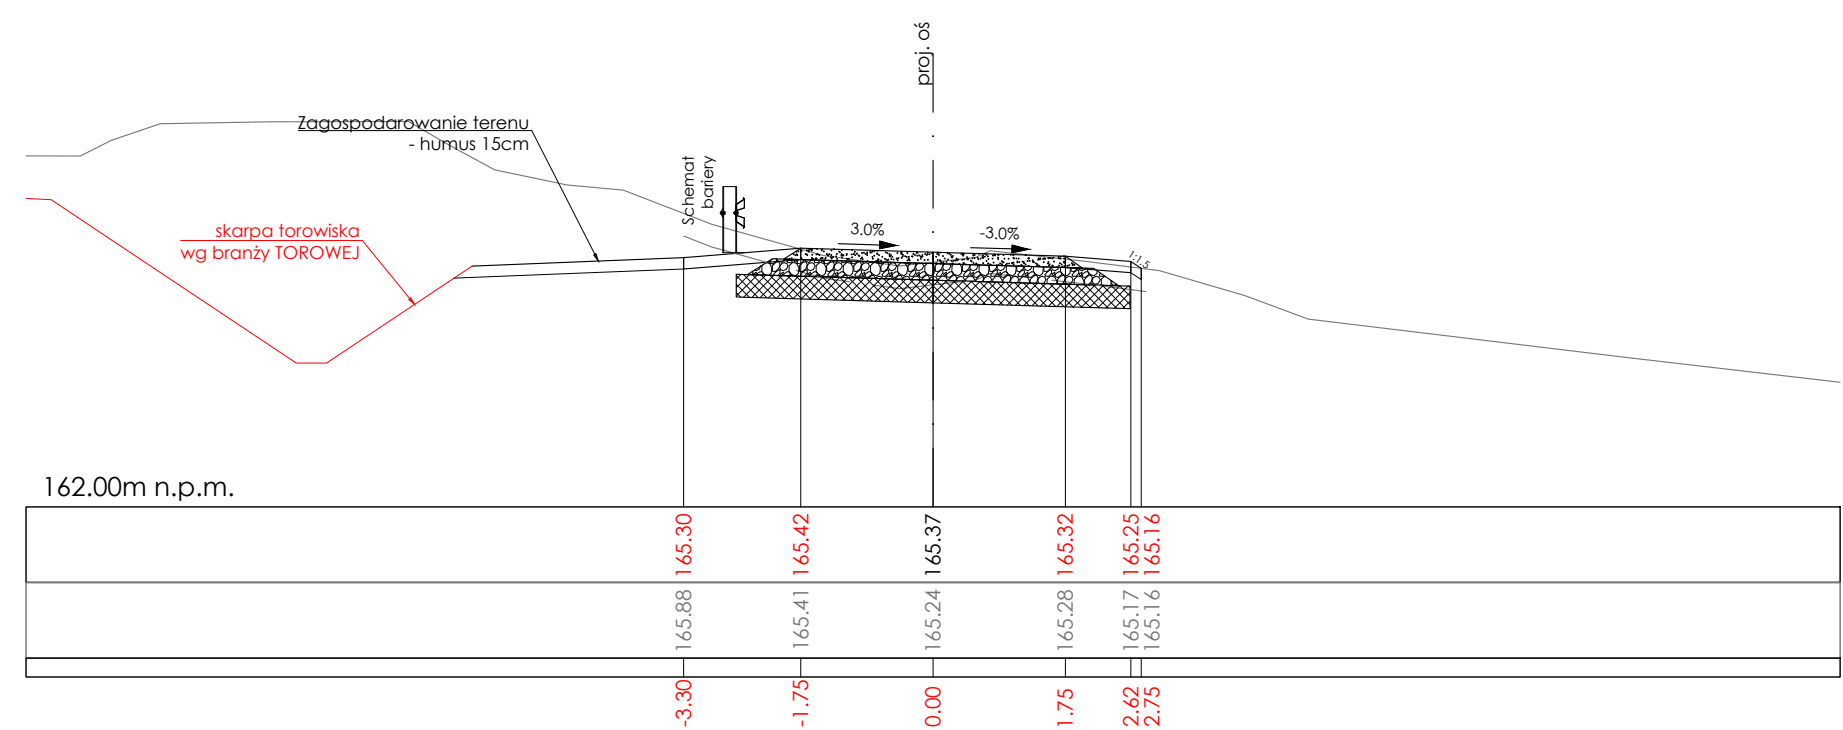 proj. oś
Zagospodarowanie terenu
- humus 15cm
Schemat
bariery
skarpa torowiska
wg branży TOROWEJ
3.0%
-3.0%
1:1.5
162.00m n.p.m.
165.30 165.42 165.37 165.32 165.25 165.16
165.88 165.41 165.24 165.28 165.17 165.16
-3.30 -1.75 0.00 1.75 2.62 2.75